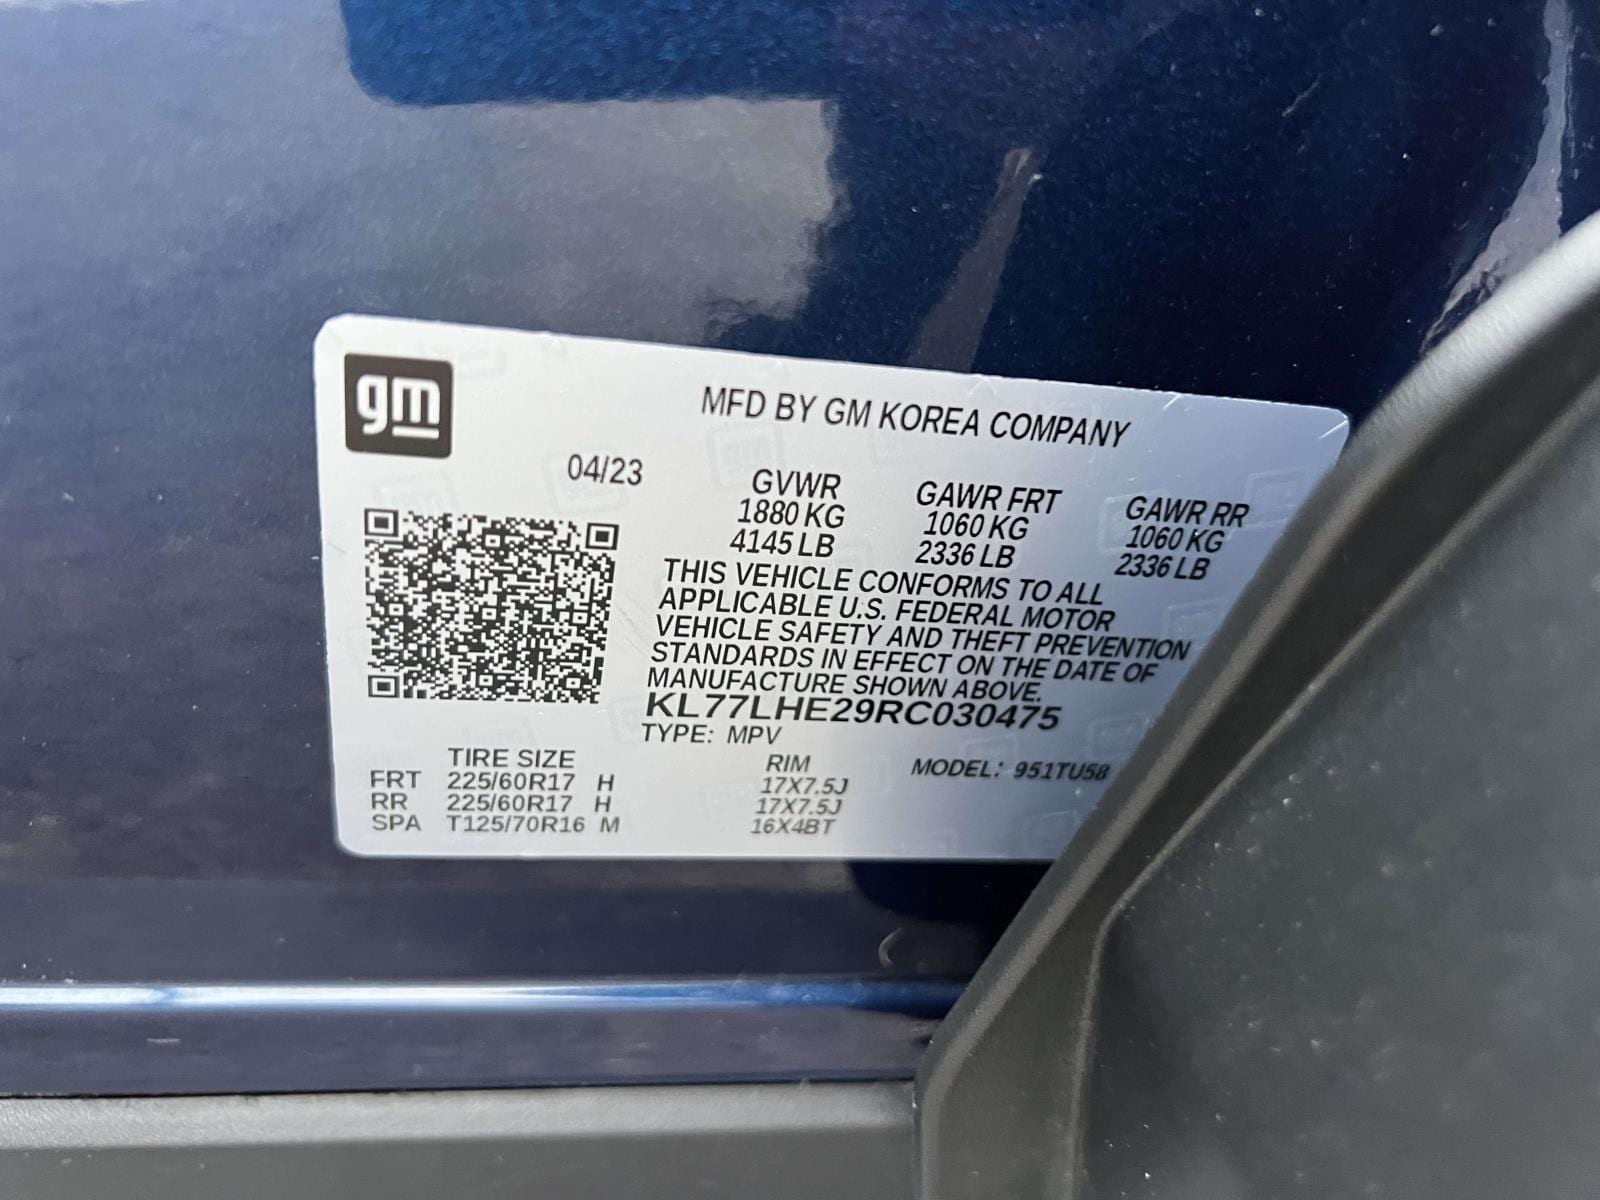 gm
MFD BY GM KOREA COMPANY
04/23
GVWR GAWR FRT GAWR RR
1880 KG 1060 KG 1060 KG
4145 LB 2336 LB 2336 LB
THIS VEHICLE CONFORMS TO ALL
APPLICABLE U.S. FEDERAL MOTOR
VEHICLE SAFETY AND THEFT PREVENTION
STANDARDS IN EFFECT ON THE DATE OF
MANUFACTURE SHOWN ABOVE.
KL77LHE29RC030475
TYPE: MPV MODEL: 951TU58
TIRE SIZE RIM
FRT 225/60R17 H 17X7.5J
RR 225/60R17 H 17X7.5J
SPA T125/70R16 M 16X4BT